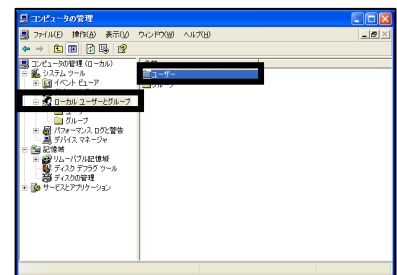 コンピュータの管理
ファイル(F) 操作(A) 表示(V) ウィンドウ(W) ヘルプ(H)
コンピュータの管理 (ローカル)
システム ツール
イベント ビューア
ローカル ユーザーとグループ
グループ
パフォーマンス ログと警告
デバイス マネージャ
記憶域
リムーバブル記憶域
ディスク デフラグ ツール
ディスクの管理
サービスとアプリケーション
ユーザー
グループ